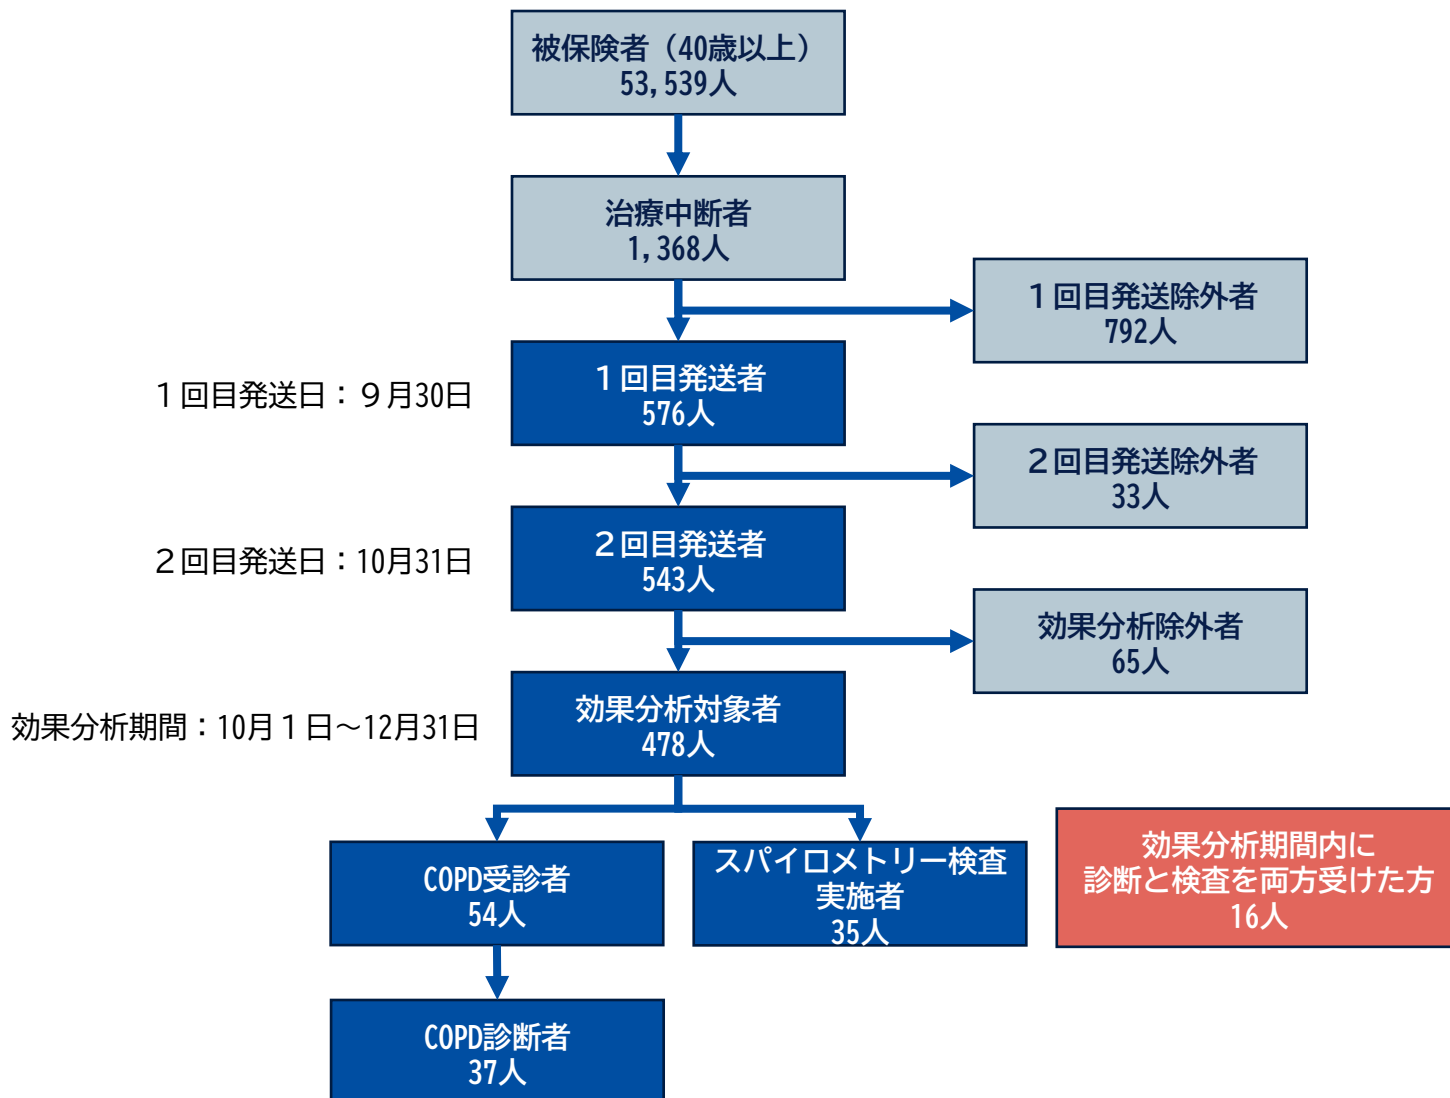 被保険者（40歳以上）
53,539人
治療中断者
1,368人
１回目発送除外者
792人
１回目発送者
576人
１回目発送日：９月30日
２回目発送除外者
33人
２回目発送者
543人
２回目発送日：10月31日
効果分析除外者
65人
効果分析対象者
478人
効果分析期間：10月１日～12月31日
COPD受診者
54人
スパイロメトリー検査
実施者
35人
効果分析期間内に
診断と検査を両方受けた方
16人
COPD診断者
37人